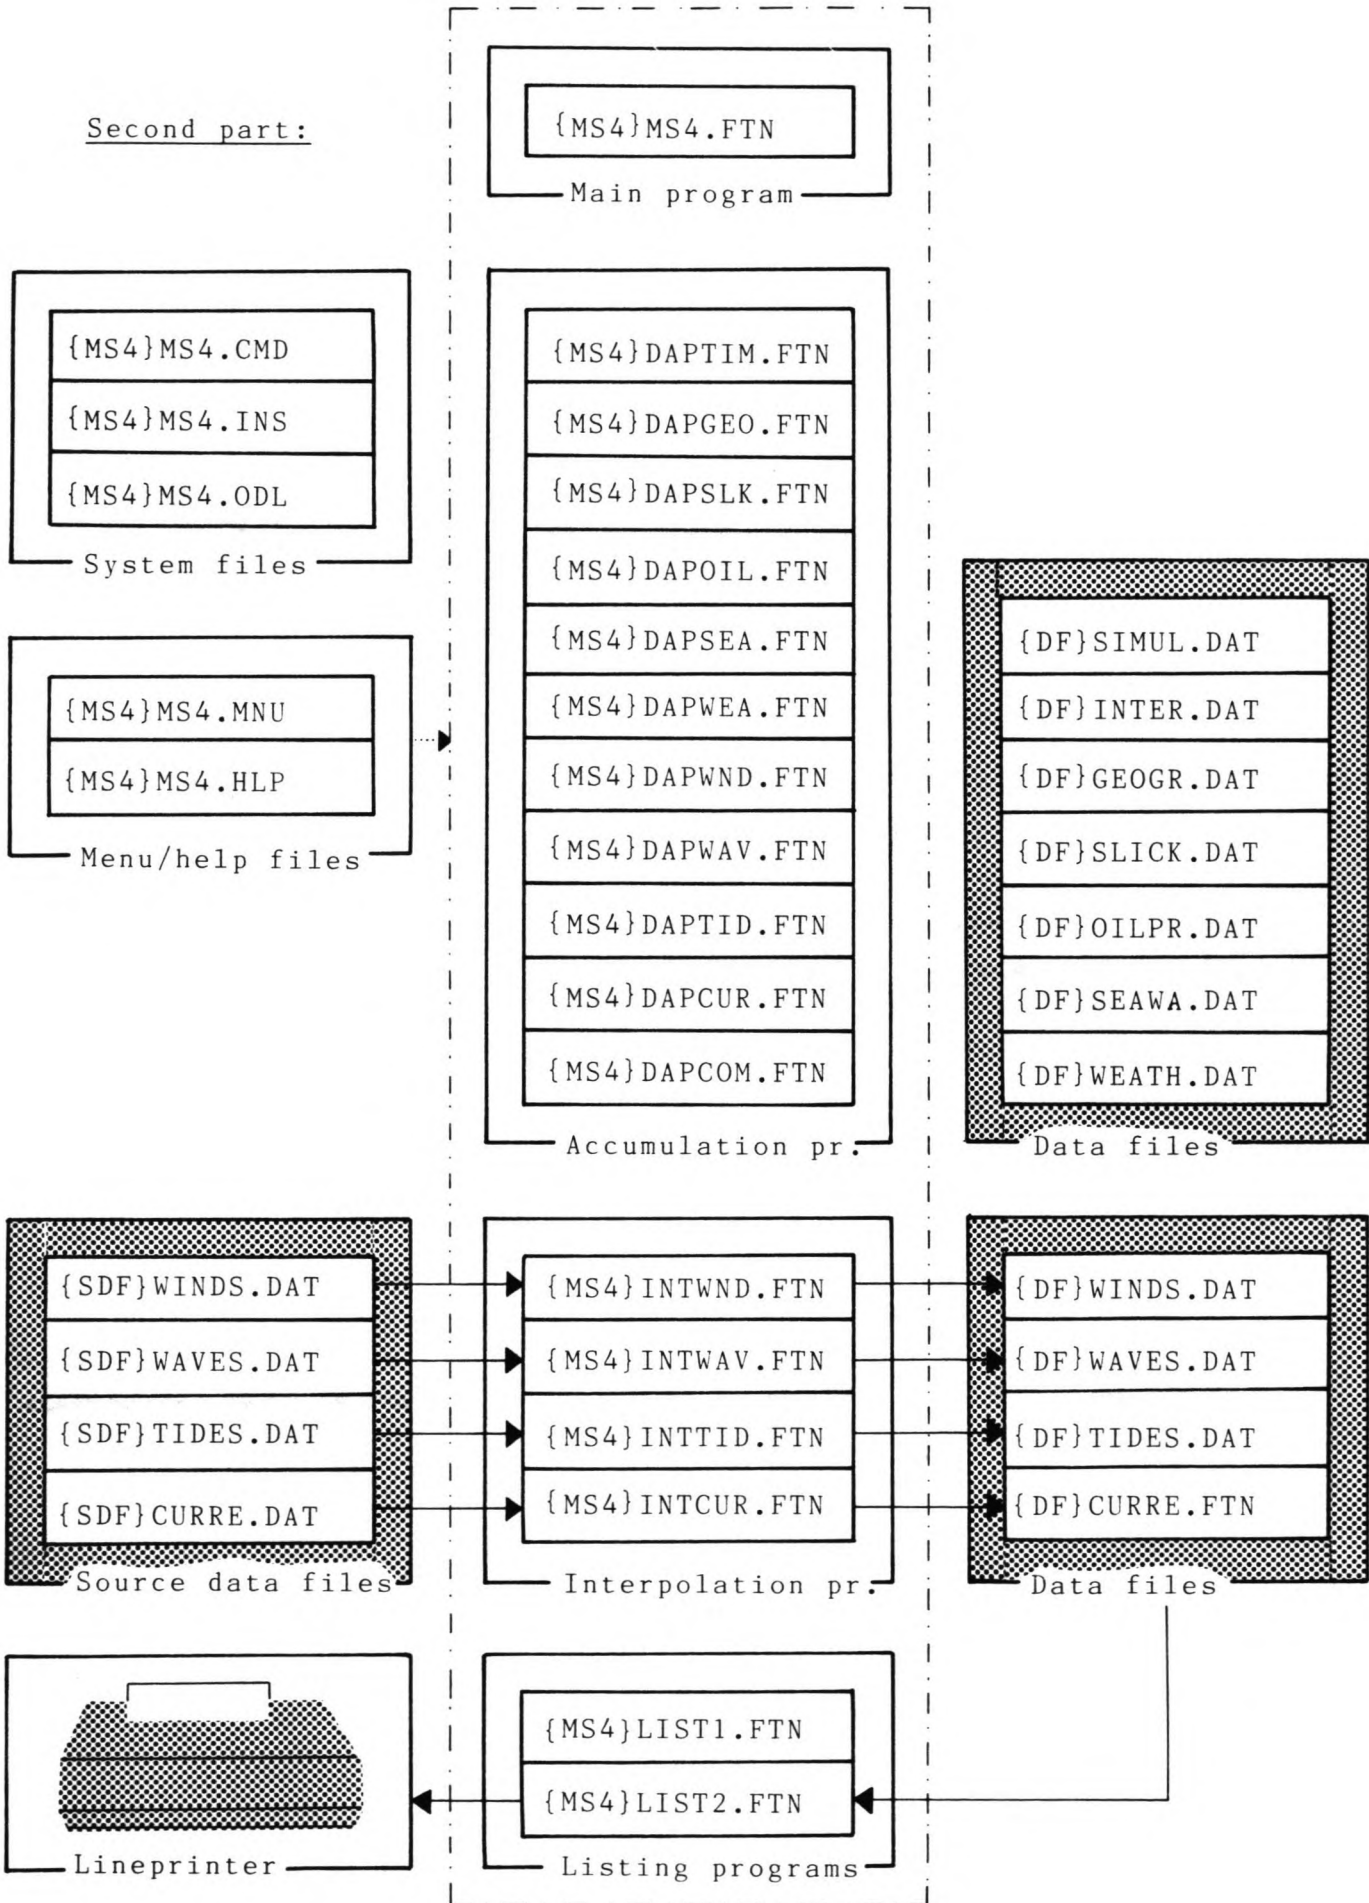 Second part:
{MS4}MS4.FTN
Main program
{MS4}MS4.CMD
{MS4}MS4.INS
{MS4}MS4.ODL
System files
{MS4}MS4.MNU
{MS4}MS4.HLP
Menu/help files
{MS4}DAPTIM.FTN
{MS4}DAPGEO.FTN
{MS4}DAPSLK.FTN
{MS4}DAPOIL.FTN
{MS4}DAPSEA.FTN
{MS4}DAPWEA.FTN
{MS4}DAPWND.FTN
{MS4}DAPWAV.FTN
{MS4}DAPTID.FTN
{MS4}DAPCUR.FTN
{MS4}DAPCOM.FTN
Accumulation pr.
{DF}SIMUL.DAT
{DF}INTER.DAT
{DF}GEOGR.DAT
{DF}SLICK.DAT
{DF}OILPR.DAT
{DF}SEAWA.DAT
{DF}WEATH.DAT
Data files
{SDF}WINDS.DAT
{SDF}WAVES.DAT
{SDF}TIDES.DAT
{SDF}CURRE.DAT
Source data files
{MS4}INTWND.FTN
{MS4}INTWAV.FTN
{MS4}INTTID.FTN
{MS4}INTCUR.FTN
Interpolation pr.
{DF}WINDS.DAT
{DF}WAVES.DAT
{DF}TIDES.DAT
{DF}CURRE.FTN
Data files
Lineprinter
{MS4}LIST1.FTN
{MS4}LIST2.FTN
Listing programs